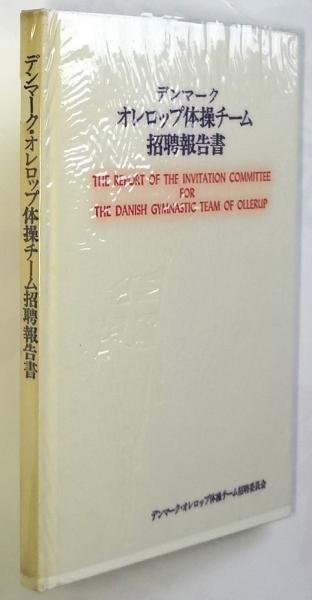 デンマーク・オレロップ体操チーム招聘報告書
デンマーク
オレロップ体操チーム
招聘報告書
THE REPORT OF THE INVITATION COMMITTEE
FOR
THE DANISH GYMNASTIC TEAM OF OLLERUP
デンマーク・オレロップ体操チーム招聘委員会